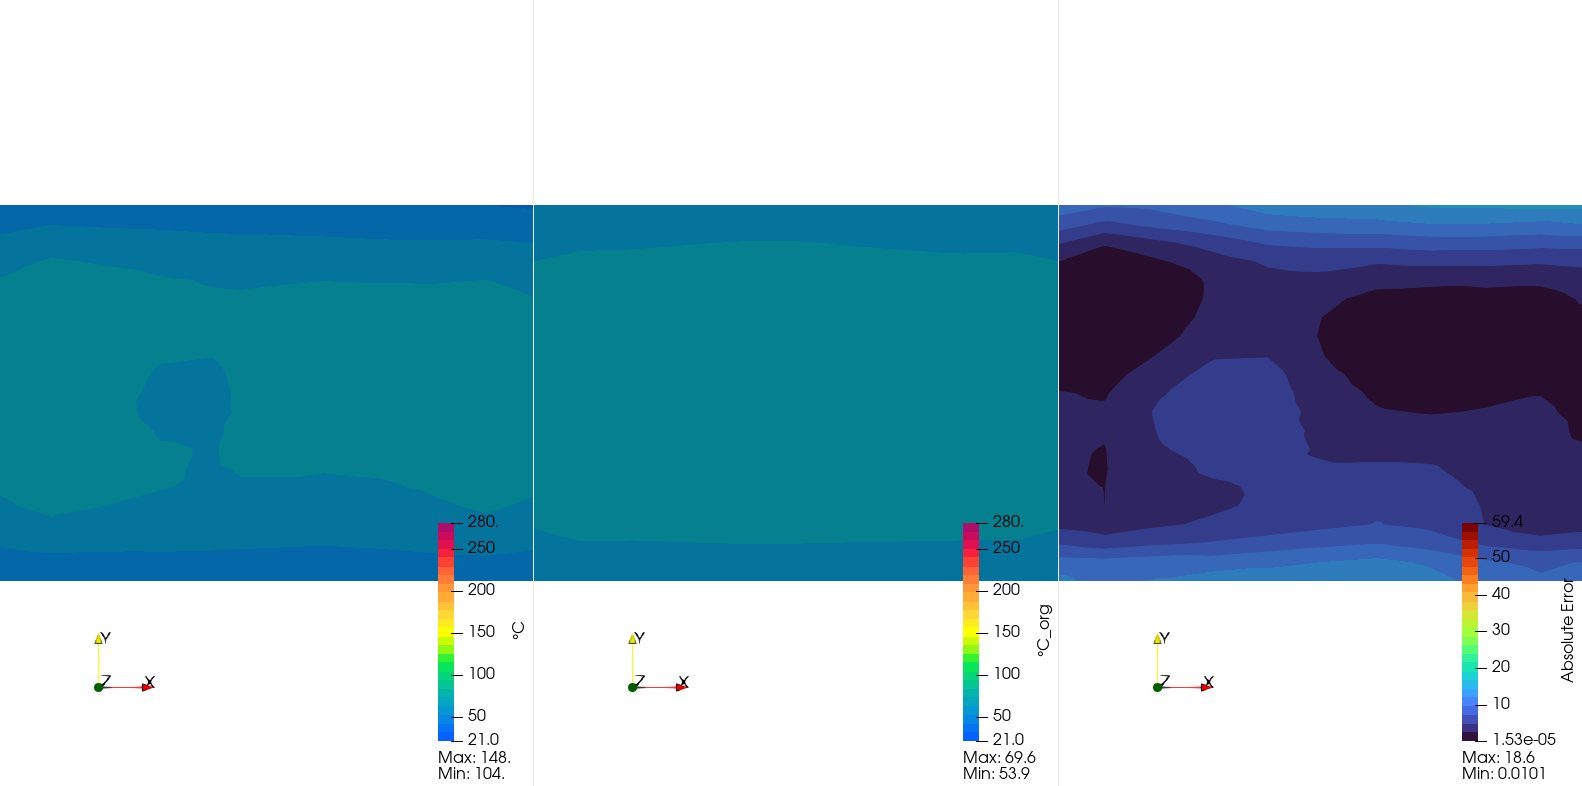 280.
250
200
150
100
50
21.0
°C
Max: 148.
Min: 104.
Y
Z
X
280.
250
200
150
100
50
21.0
°C_org
Max: 69.6
Min: 53.9
Y
Z
X
59.4
50
40
30
20
10
1.53e-05
Absolute Error
Max: 18.6
Min: 0.0101
Y
Z
X